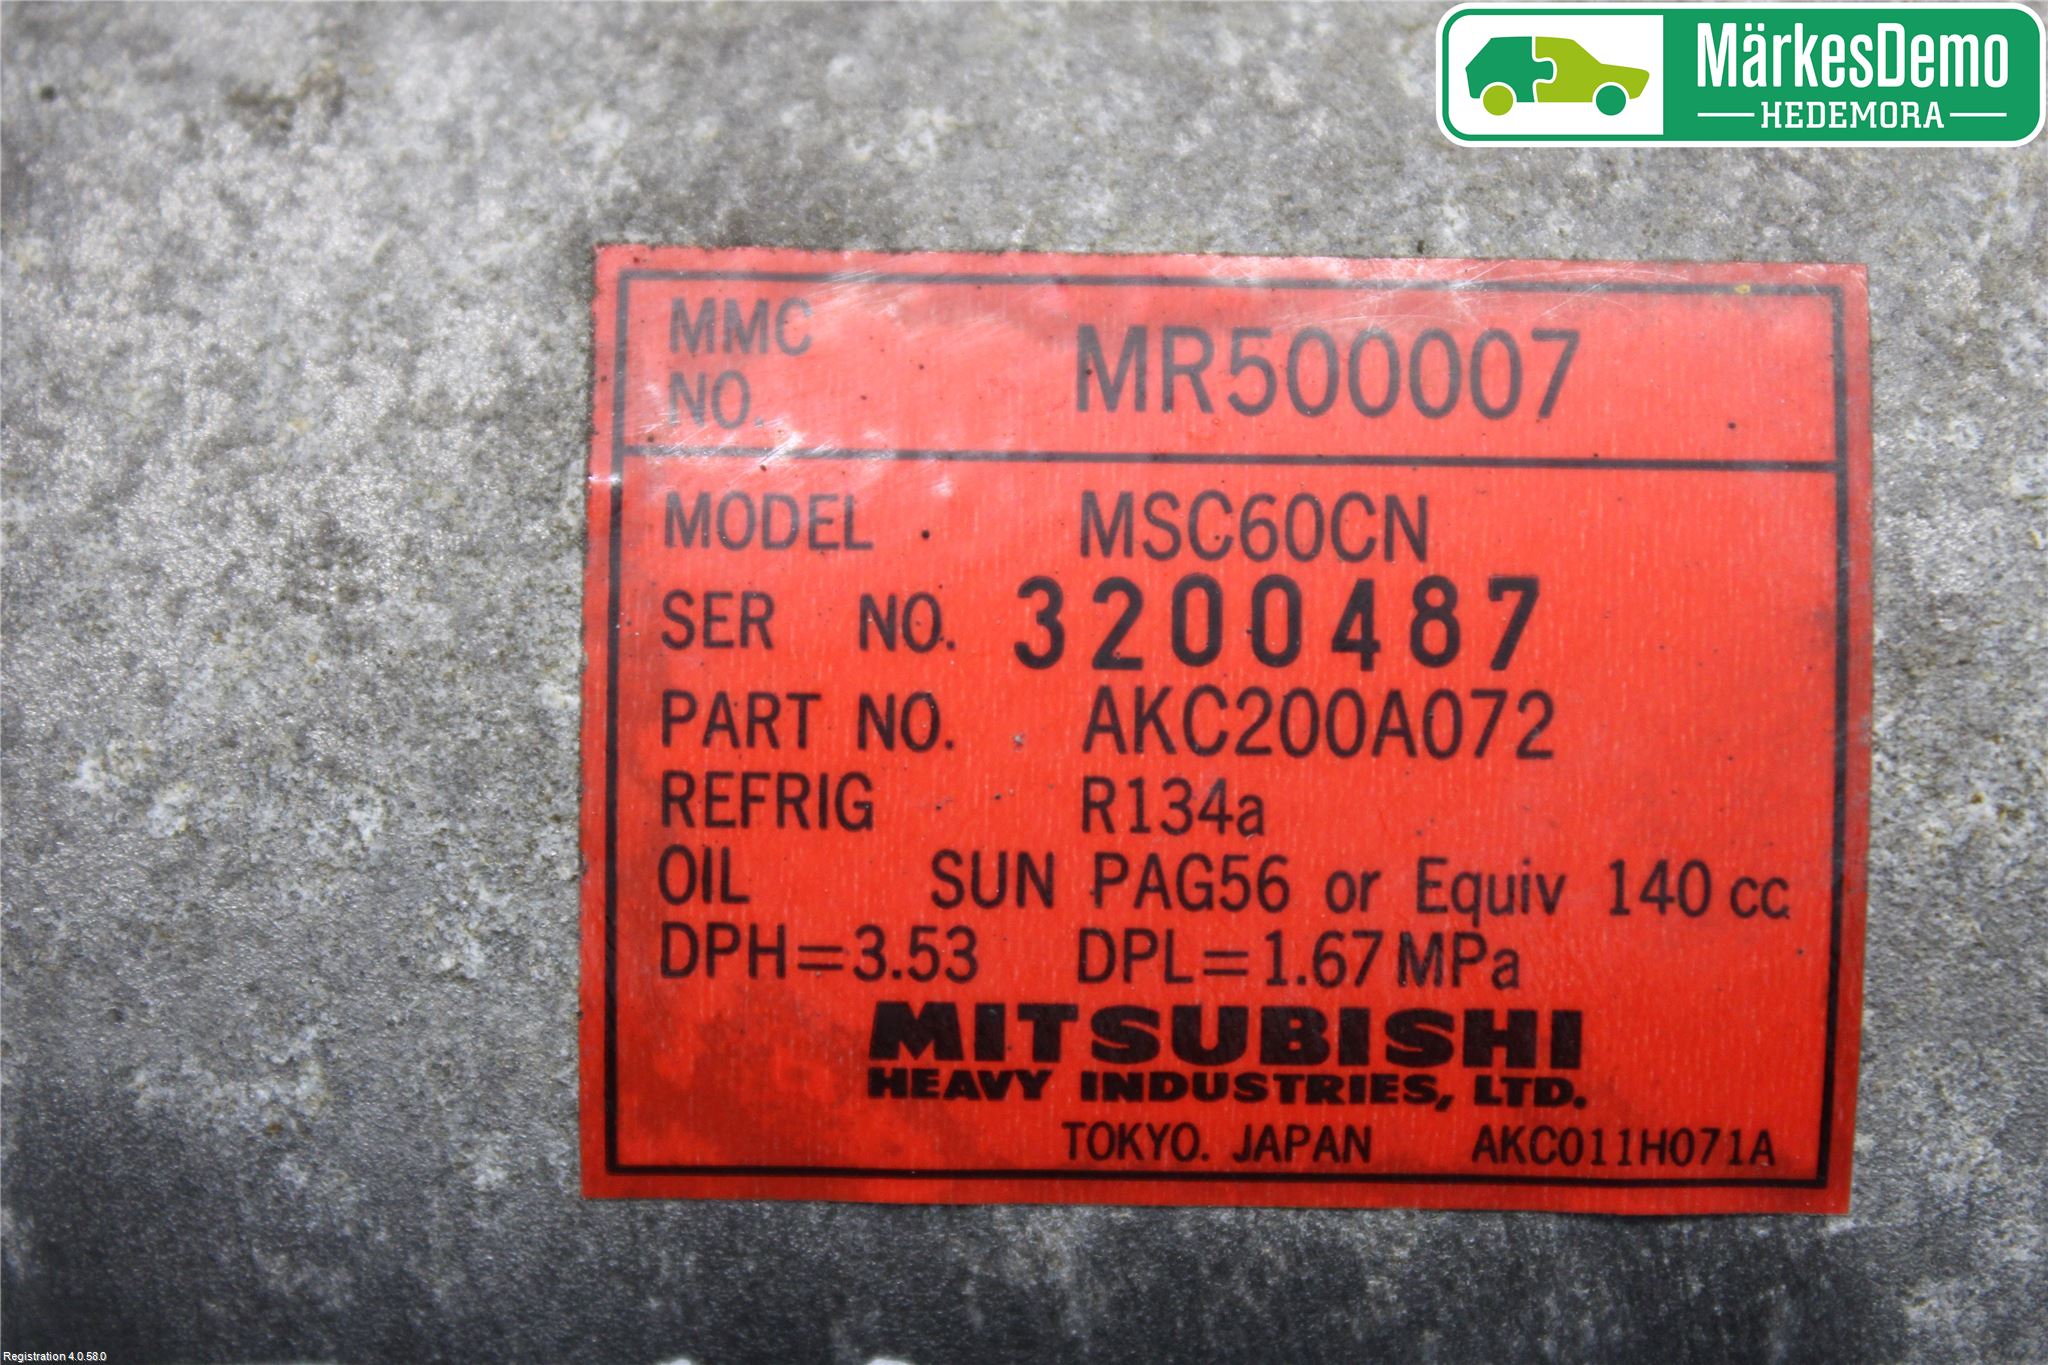 MärkesDemo
HEDEMORA
MMC NO. MR500007
MODEL MSC60CN
SER NO. 3200487
PART NO. AKC200A072
REFRIG R134a
OIL SUN PAG56 or Equiv 140 cc
DPH=3.53 DPL=1.67MPa
MITSUBISHI
HEAVY INDUSTRIES, LTD.
TOKYO. JAPAN AKC011H071A
Registration 4.0.58.0